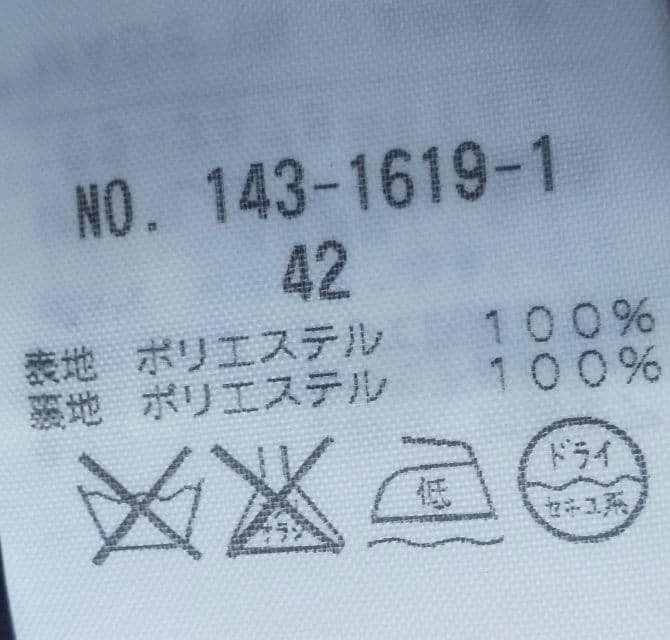 NO. 143-1619-1
42
表地 ポリエステル 100%
裏地 ポリエステル 100%
低
ドライ
セキユ系